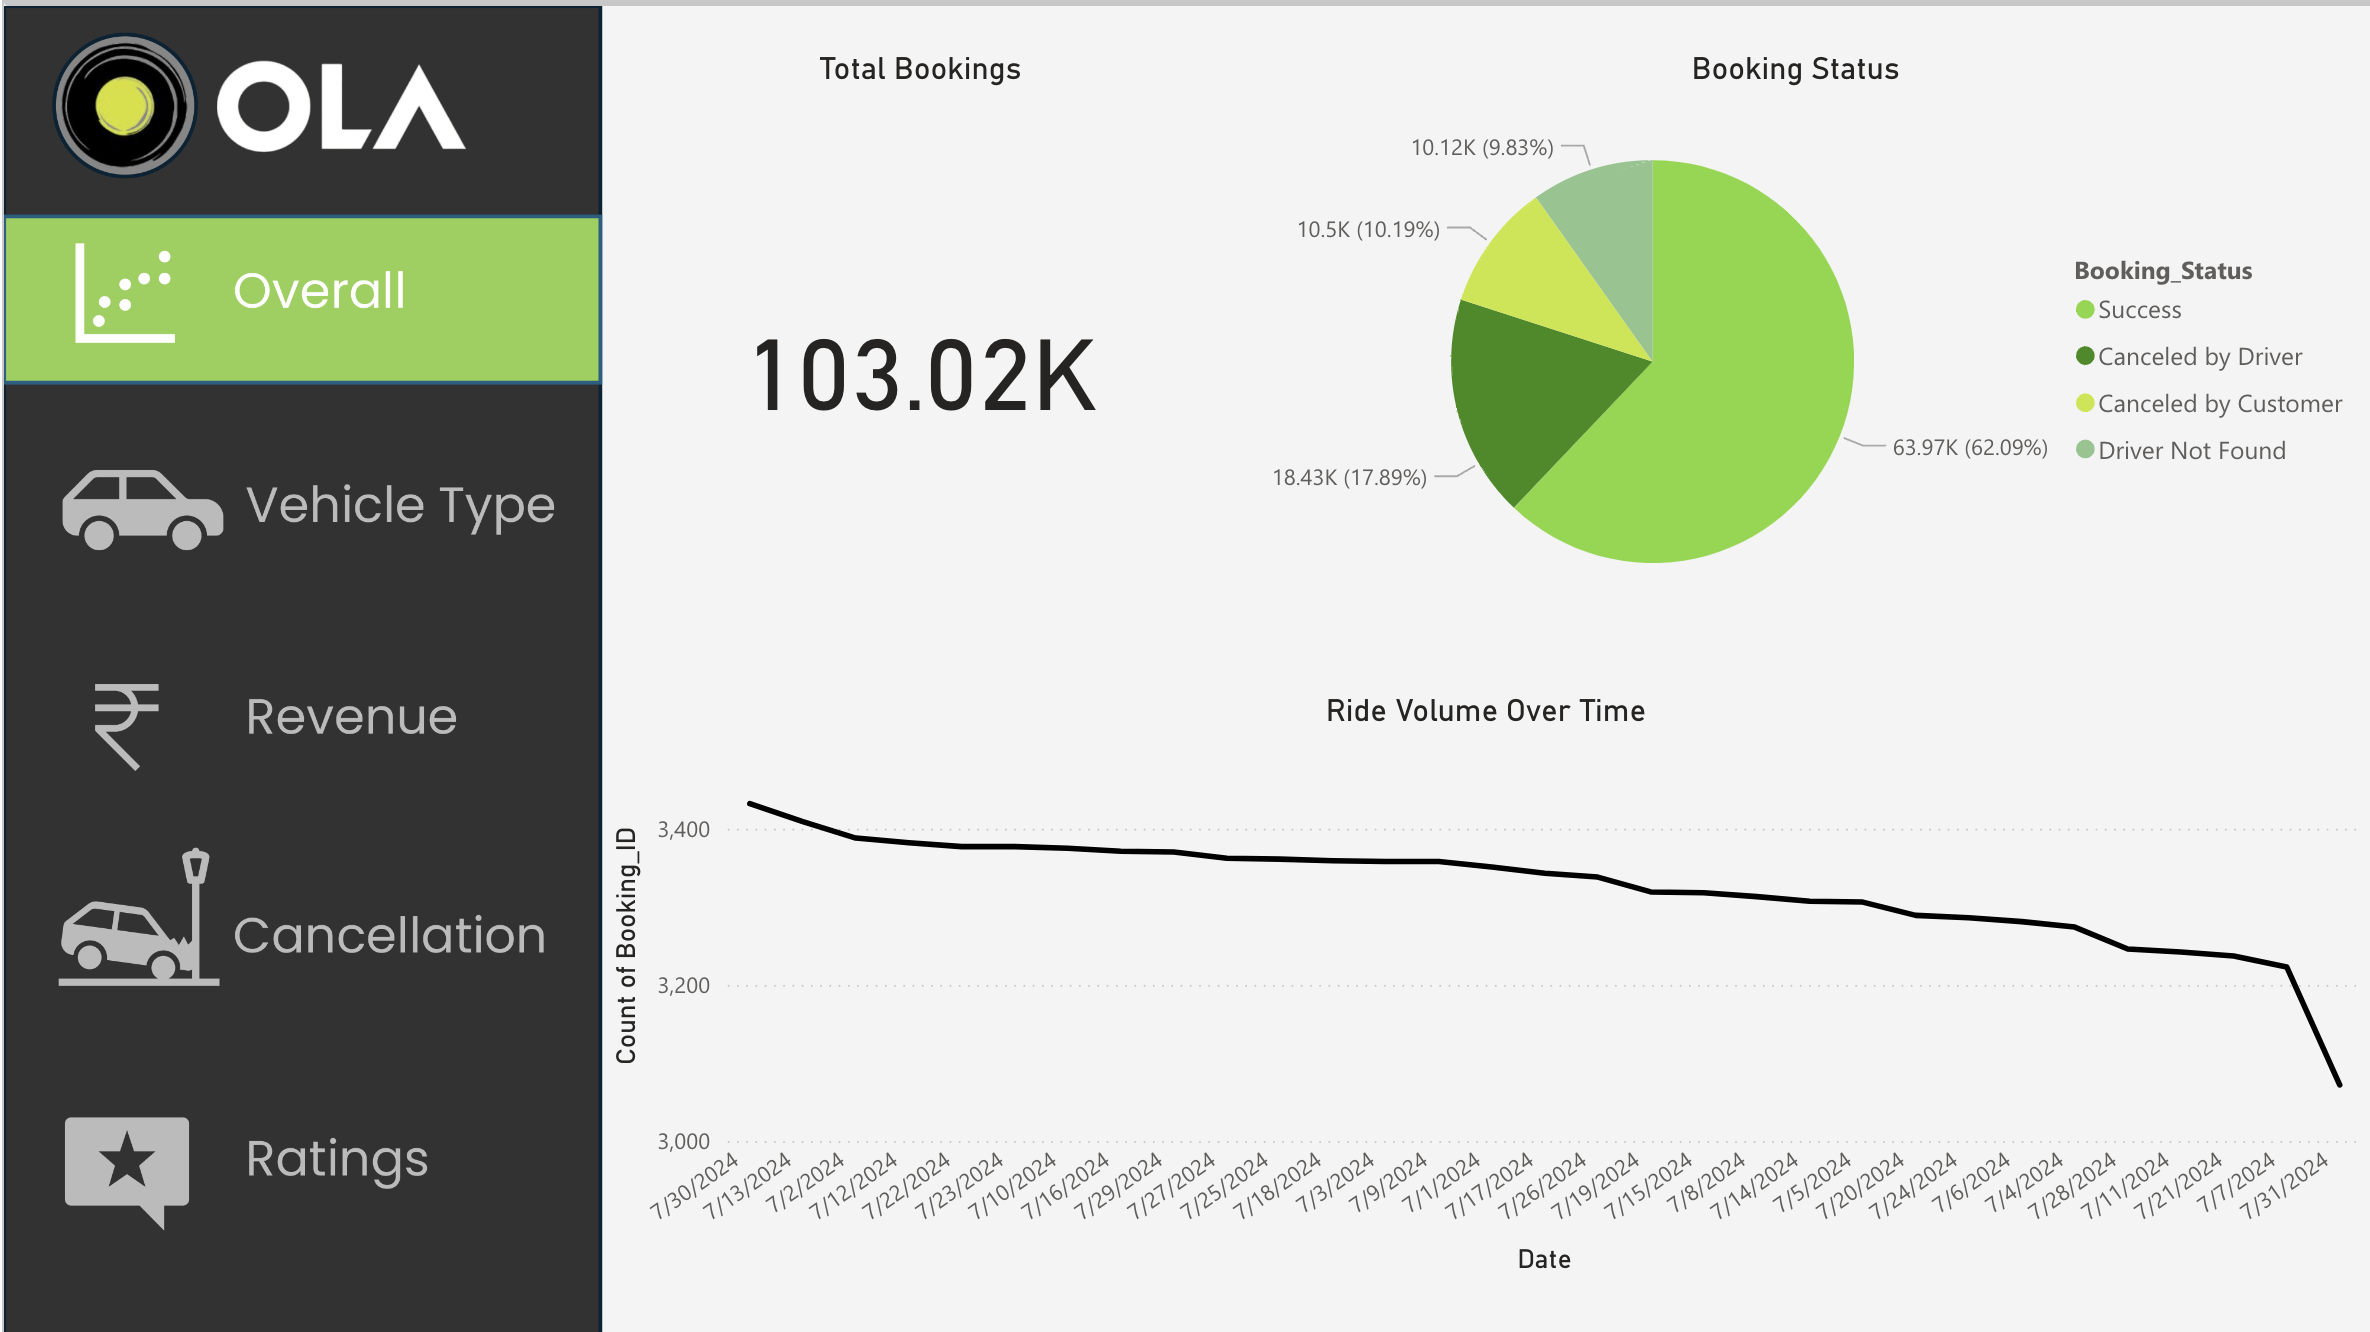 OLA
Overall
Vehicle Type
Revenue
Cancellation
Ratings
Total Bookings
103.02K
Booking Status
10.12K (9.83%)
10.5K (10.19%)
18.43K (17.89%)
63.97K (62.09%)
Booking_Status
Success
Canceled by Driver
Canceled by Customer
Driver Not Found
Ride Volume Over Time
Count of Booking_ID
3,400
3,200
3,000
7/30/2024
7/13/2024
7/2/2024
7/12/2024
7/22/2024
7/23/2024
7/10/2024
7/16/2024
7/29/2024
7/27/2024
7/25/2024
7/18/2024
7/3/2024
7/9/2024
7/1/2024
7/17/2024
7/26/2024
7/19/2024
7/15/2024
7/8/2024
7/14/2024
7/5/2024
7/20/2024
7/24/2024
7/6/2024
7/4/2024
7/28/2024
7/11/2024
7/21/2024
7/7/2024
7/31/2024
Date